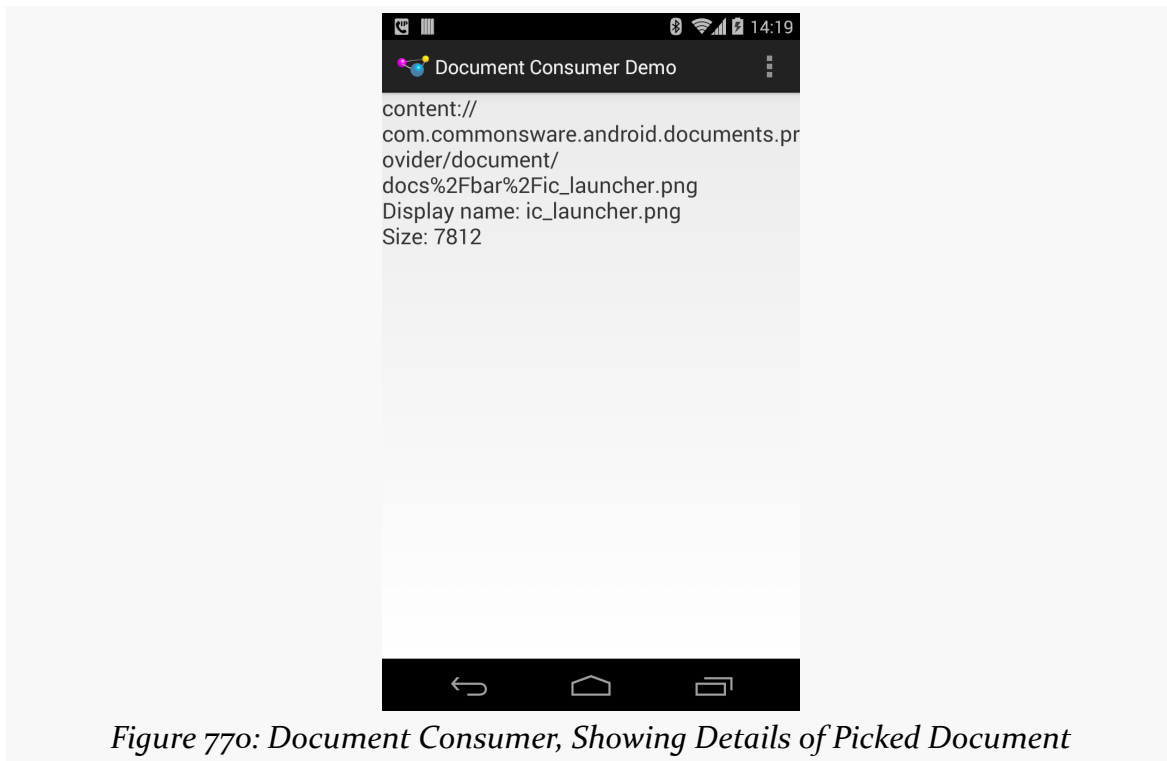 14:19
Document Consumer Demo
content://
com.commonsware.android.documents.pr
ovider/document/
docs%2Fbar%2Fic_launcher.png
Display name: ic_launcher.png
Size: 7812
Figure 770: Document Consumer, Showing Details of Picked Document